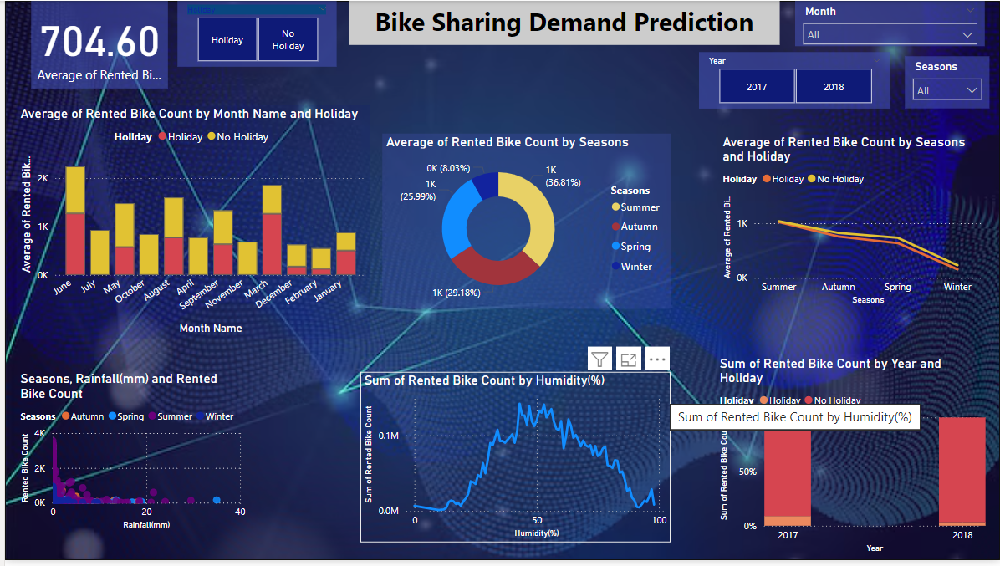 704.60
Average of Rented Bi...
Holiday
Holiday
No
Holiday
Bike Sharing Demand Prediction
Month
All
Year
2017
2018
Seasons
All
Average of Rented Bike Count by Month Name and Holiday
Holiday Holiday No Holiday
Average of Rented Bik...
2K
1K
0K
June
July
May
October
August
April
September
November
March
December
February
January
Month Name
Average of Rented Bike Count by Seasons
0K (8.03%)
1K
(25.99%)
1K
(36.81%)
1K (29.18%)
Seasons
Summer
Autumn
Spring
Winter
Average of Rented Bike Count by Seasons
and Holiday
Holiday Holiday No Holiday
Average of Rented Bi...
1K
0K
Summer
Autumn
Spring
Winter
Seasons
Seasons, Rainfall(mm) and Rented
Bike Count
Seasons Autumn Spring Summer Winter
Rented Bike Count
4K
2K
0K
0
20
40
Rainfall(mm)
Sum of Rented Bike Count by Humidity(%)
Sum of Rented Bike Count
0.1M
0.0M
0
50
100
Humidity(%)
Sum of Rented Bike Count by Year and
Holiday
Holiday Holiday No Holiday
Sum of Rented Bike Count by Humidity(%)
Sum of Rented Bike Cou
50%
0%
2017
2018
Year